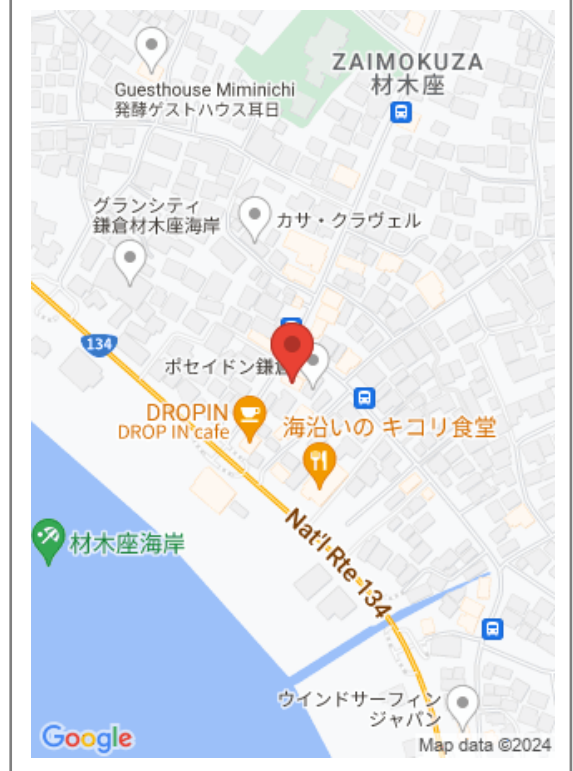 ZAIMOKUZA
材木座
Guesthouse Miminichi
発酵ゲストハウス耳日
グランシティ
鎌倉材木座海岸
カサ・クラヴェル
134
ポセイドン鎌倉
DROPIN
DROP IN cafe
海沿いの キコリ食堂
Nat'l Rte 134
材木座海岸
ウインドサーフィン
ジャパン
Google
Map data ©2024